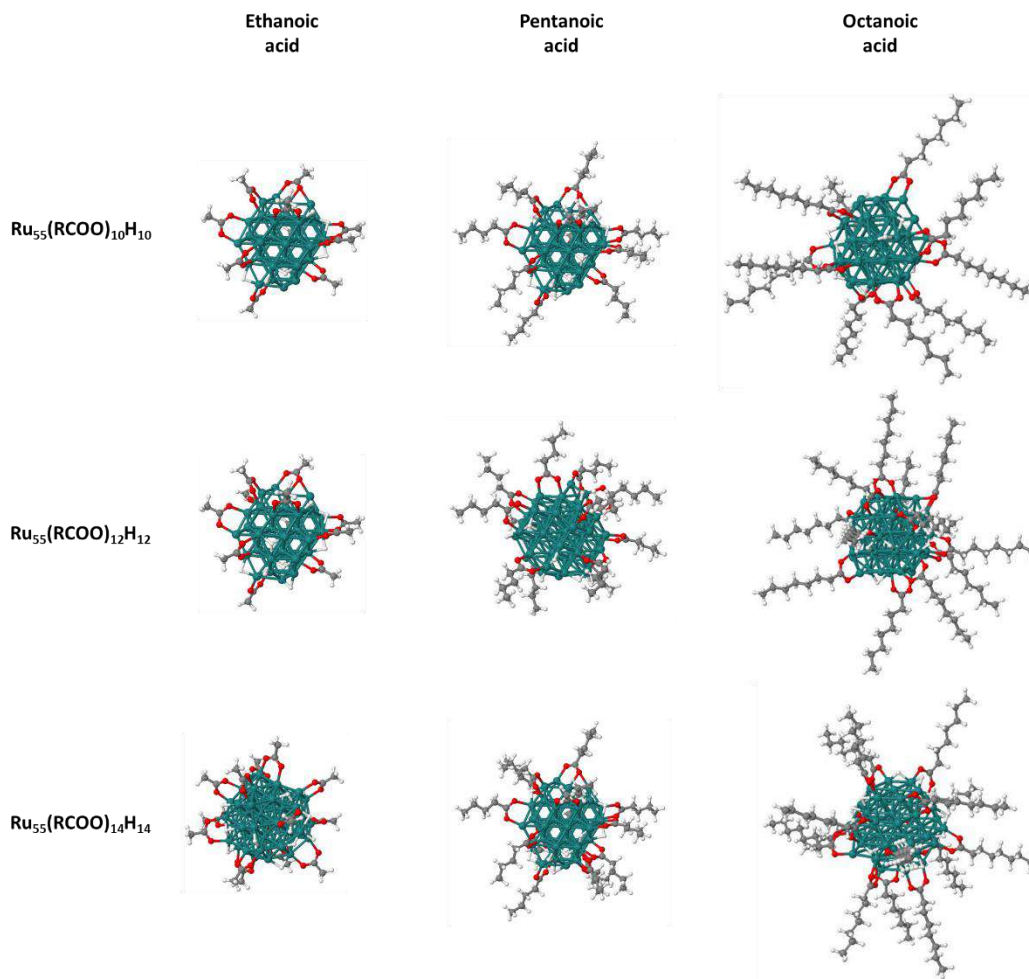 Ethanoic
acid
Pentanoic
acid
Octanoic
acid
Ru₅₅(RCOO)₁₀H₁₀
Ru₅₅(RCOO)₁₂H₁₂
Ru₅₅(RCOO)₁₄H₁₄